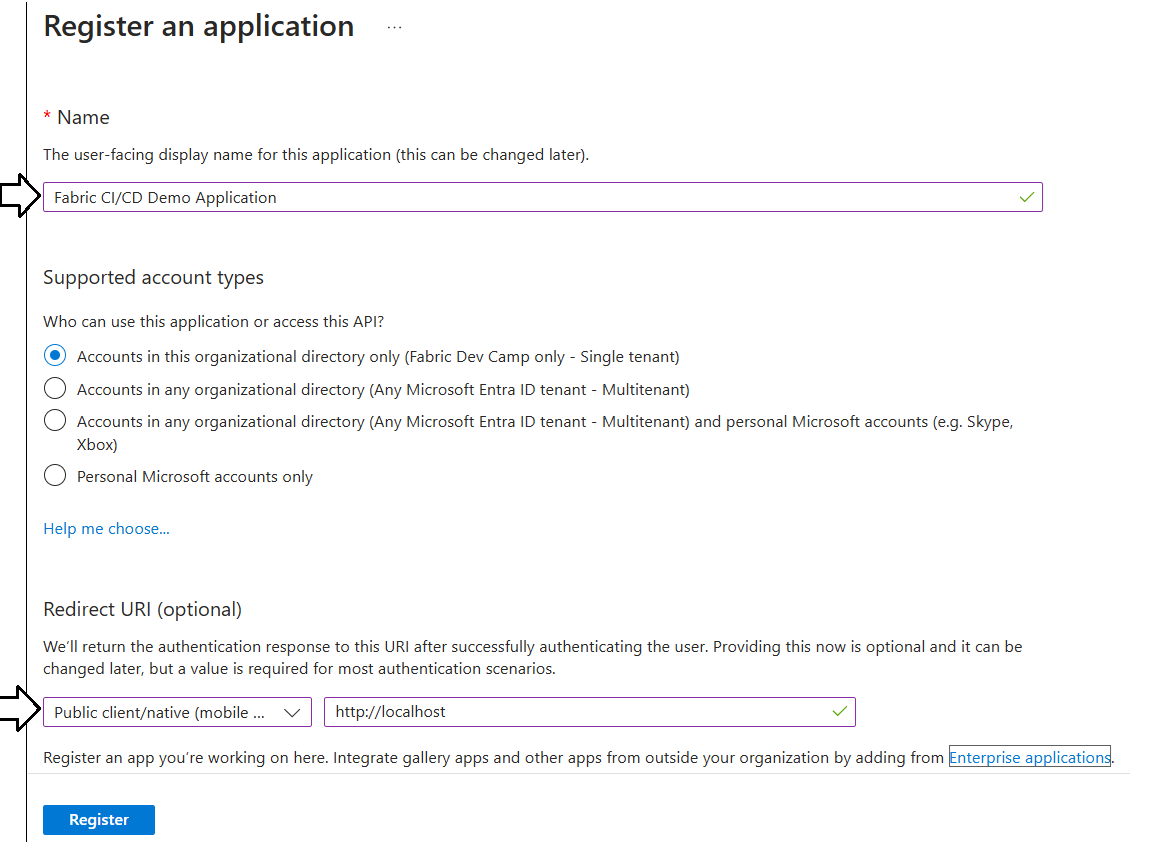 Register an application ...
* Name
The user-facing display name for this application (this can be changed later).
Fabric CI/CD Demo Application
Supported account types
Who can use this application or access this API?
Accounts in this organizational directory only (Fabric Dev Camp only - Single tenant)
Accounts in any organizational directory (Any Microsoft Entra ID tenant - Multitenant)
Accounts in any organizational directory (Any Microsoft Entra ID tenant - Multitenant) and personal Microsoft accounts (e.g. Skype,
Xbox)
Personal Microsoft accounts only
Help me choose...
Redirect URI (optional)
We'll return the authentication response to this URI after successfully authenticating the user. Providing this now is optional and it can be
changed later, but a value is required for most authentication scenarios.
Public client/native (mobile ... http://localhost
Register an app you're working on here. Integrate gallery apps and other apps from outside your organization by adding from Enterprise applications.
Register